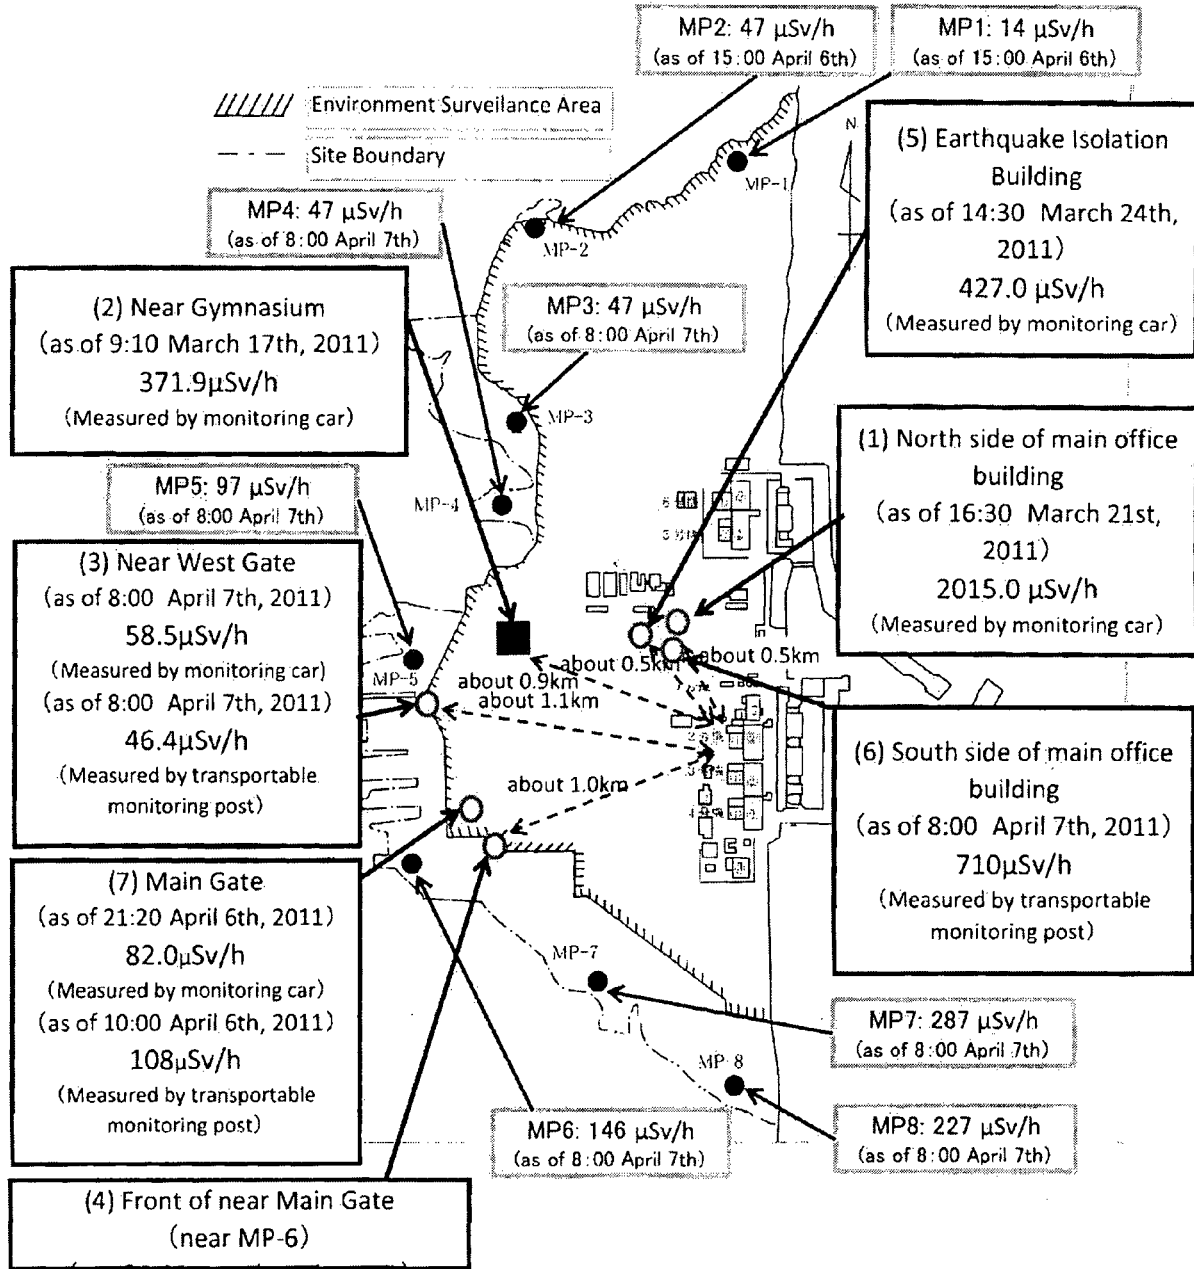 MP2: 47 μSv/h
(as of 15:00 April 6th)
MP1: 14 μSv/h
(as of 15:00 April 6th)
Environment Surveilance Area
Site Boundary
N
MP-1
(5) Earthquake Isolation
Building
(as of 14:30 March 24th,
2011)
427.0 μSv/h
(Measured by monitoring car)
MP4: 47 μSv/h
(as of 8:00 April 7th)
MP-2
(2) Near Gymnasium
(as of 9:10 March 17th, 2011)
371.9μSv/h
(Measured by monitoring car)
MP3: 47 μSv/h
(as of 8:00 April 7th)
MP-3
(1) North side of main office
building
(as of 16:30 March 21st,
2011)
2015.0 μSv/h
(Measured by monitoring car)
MP5: 97 μSv/h
(as of 8:00 April 7th)
MP-4
(3) Near West Gate
(as of 8:00 April 7th, 2011)
58.5μSv/h
(Measured by monitoring car)
(as of 8:00 April 7th, 2011)
46.4μSv/h
(Measured by transportable
monitoring post)
MP-5
about 0.5km
about 0.5km
about 0.9km
about 1.1km
about 1.0km
(6) South side of main office
building
(as of 8:00 April 7th, 2011)
710μSv/h
(Measured by transportable
monitoring post)
(7) Main Gate
(as of 21:20 April 6th, 2011)
82.0μSv/h
(Measured by monitoring car)
(as of 10:00 April 6th, 2011)
108μSv/h
(Measured by transportable
monitoring post)
MP-7
MP7: 287 μSv/h
(as of 8:00 April 7th)
MP-8
MP6: 146 μSv/h
(as of 8:00 April 7th)
MP8: 227 μSv/h
(as of 8:00 April 7th)
(4) Front of near Main Gate
(near MP-6)